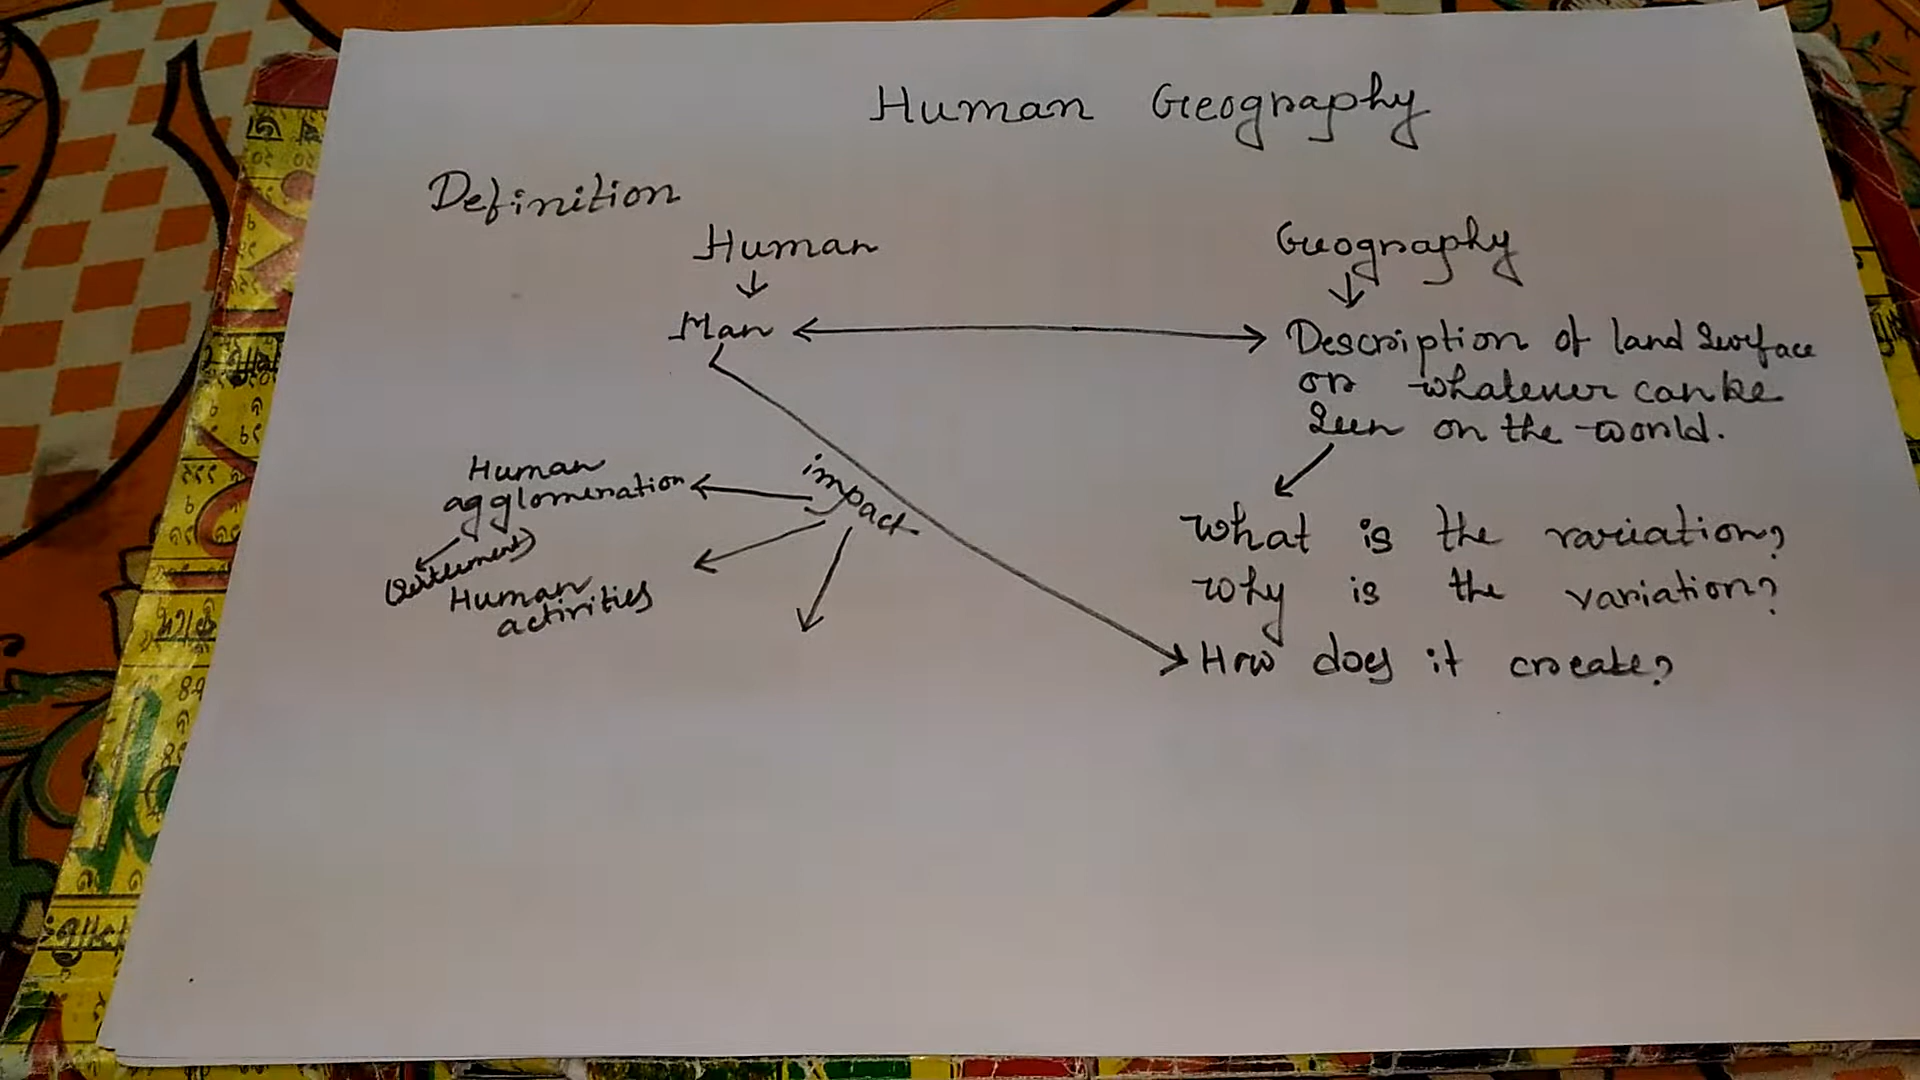 Human Geography
Definition
Human
Geography
Man
Description of land surface
or whatever can be
seen on the world.
impact
Human
agglomeration
(Settlement)
Human
activities
What is the variation?
Why is the variation?
How does it create?